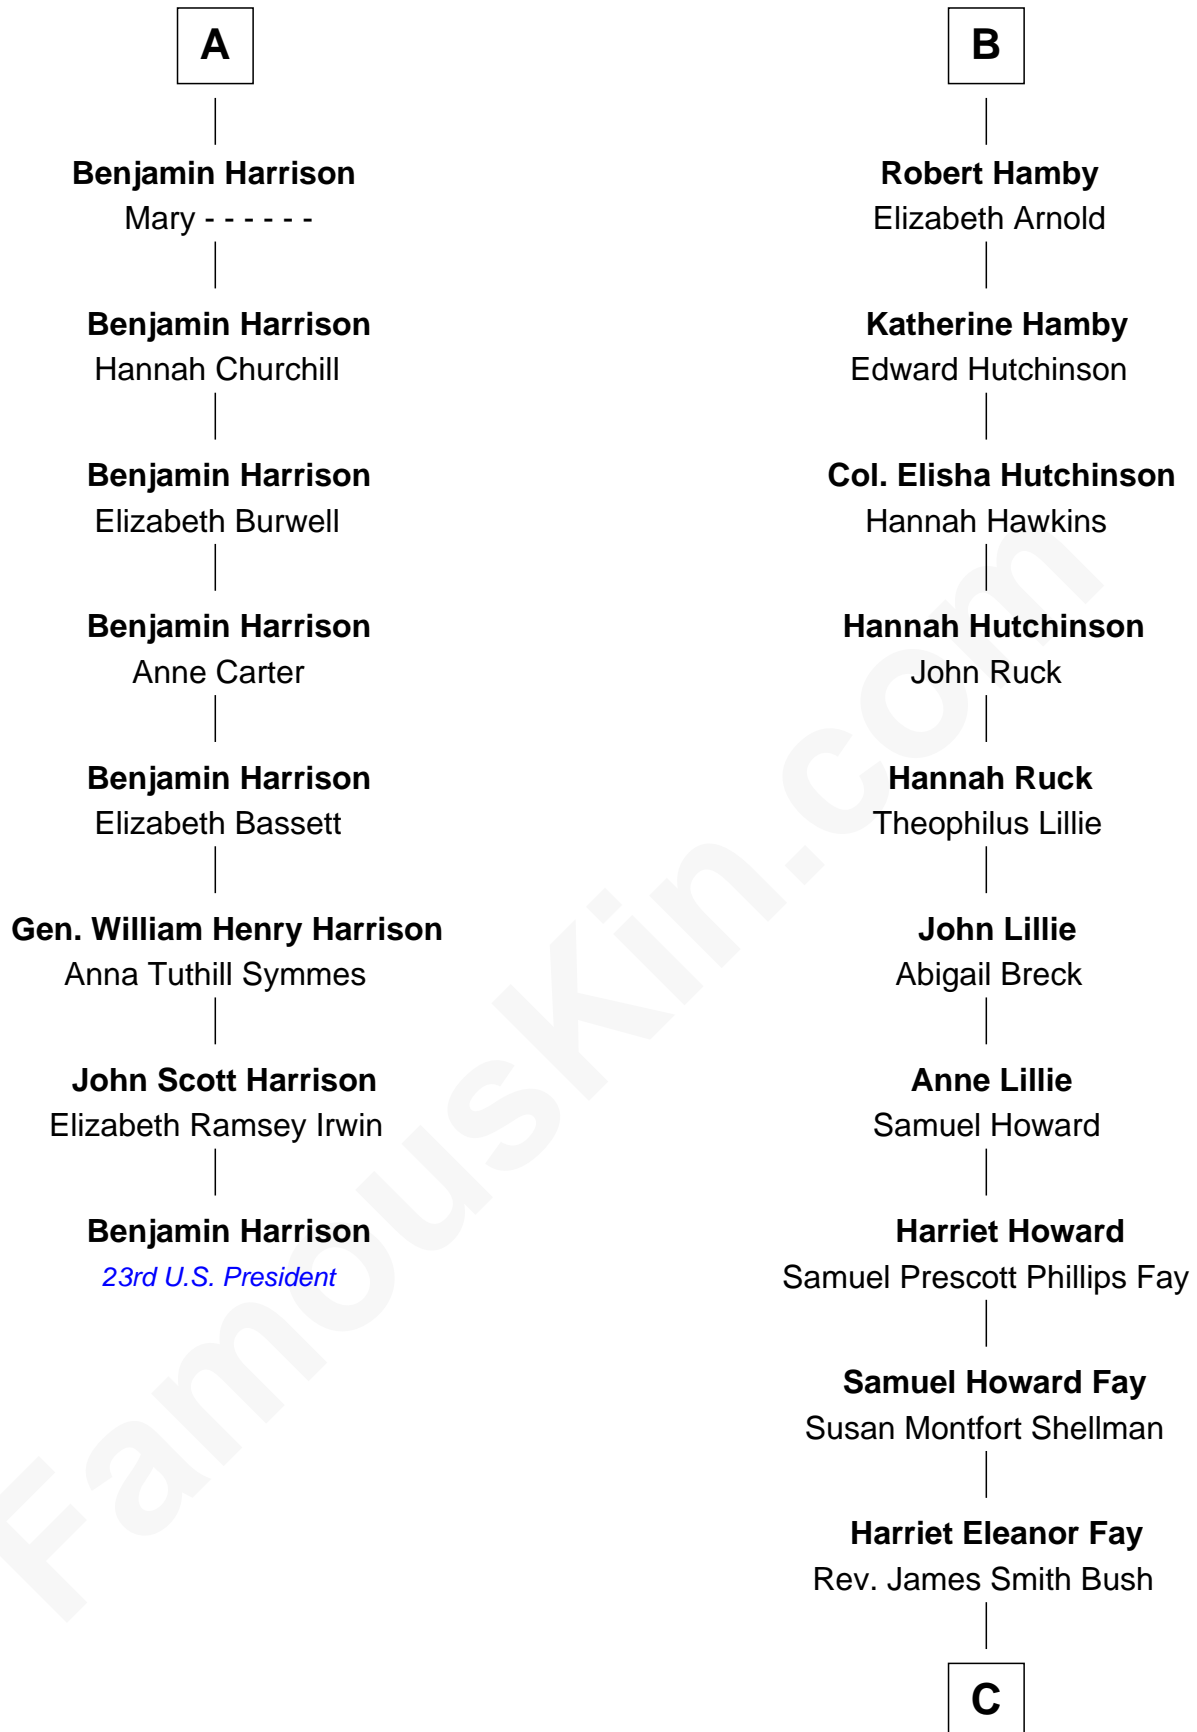 A
Benjamin Harrison
Mary - - - - - -
Benjamin Harrison
Hannah Churchill
Benjamin Harrison
Elizabeth Burwell
Benjamin Harrison
Anne Carter
Benjamin Harrison
Elizabeth Bassett
Gen. William Henry Harrison
Anna Tuthill Symmes
John Scott Harrison
Elizabeth Ramsey Irwin
Benjamin Harrison
23rd U.S. President
B
Robert Hamby
Elizabeth Arnold
Katherine Hamby
Edward Hutchinson
Col. Elisha Hutchinson
Hannah Hawkins
Hannah Hutchinson
John Ruck
Hannah Ruck
Theophilus Lillie
John Lillie
Abigail Breck
Anne Lillie
Samuel Howard
Harriet Howard
Samuel Prescott Phillips Fay
Samuel Howard Fay
Susan Montfort Shellman
Harriet Eleanor Fay
Rev. James Smith Bush
C
FamousKin.com